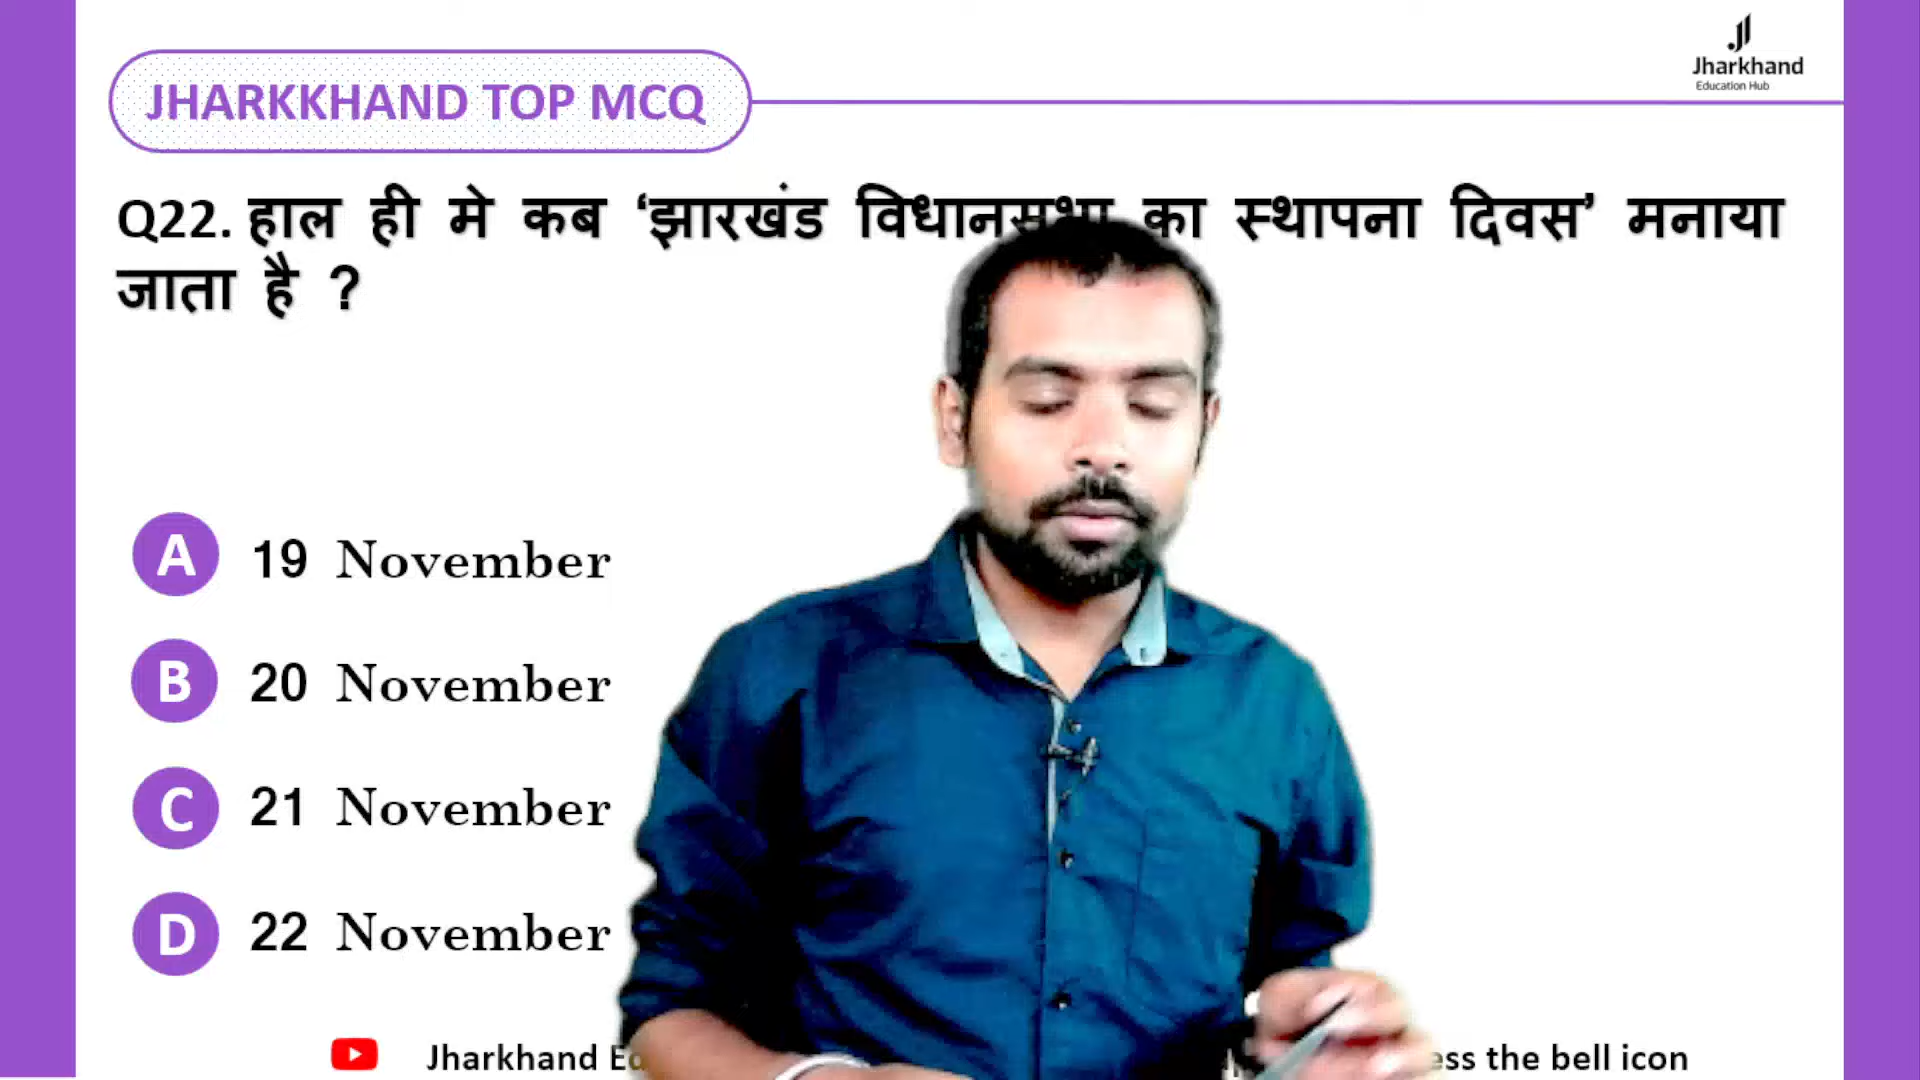 Jharkhand
Education Hub
JHARKKHAND TOP MCQ
Q22. हाल ही मे कब ‘झारखंड विधानसभा का स्थापना दिवस’ मनाया
जाता है ?
A 19 November
B 20 November
C 21 November
D 22 November
Jharkhand the bell icon